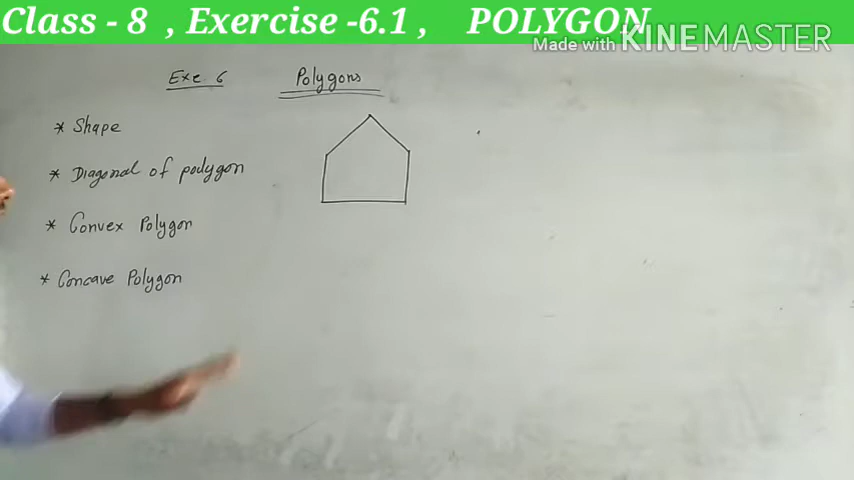 Class - 8 , Exercise -6.1 , POLYGON
Made with KINEMASTER
Exe 6 Polygons
* Shape
* Diagonal of polygon
* Convex Polygon
* Concave Polygon